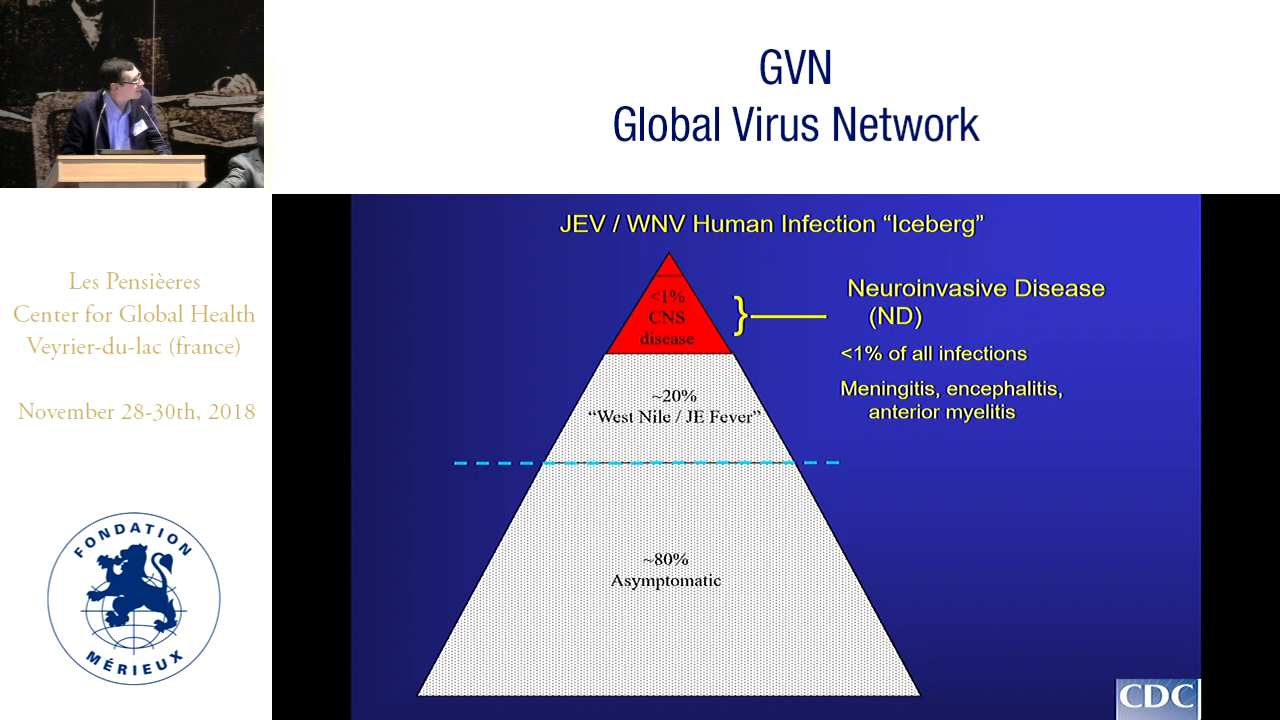 GVN
Global Virus Network
Les Pensièeres
Center for Global Health
Veyrier-du-lac (france)
November 28-30th, 2018
FONDATION
MÉRIEUX
JEV / WNV Human Infection “Iceberg”
<1%
CNS
disease
~20%
“West Nile / JE Fever”
~80%
Asymptomatic
Neuroinvasive Disease
(ND)
<1% of all infections
Meningitis, encephalitis,
anterior myelitis
CDC